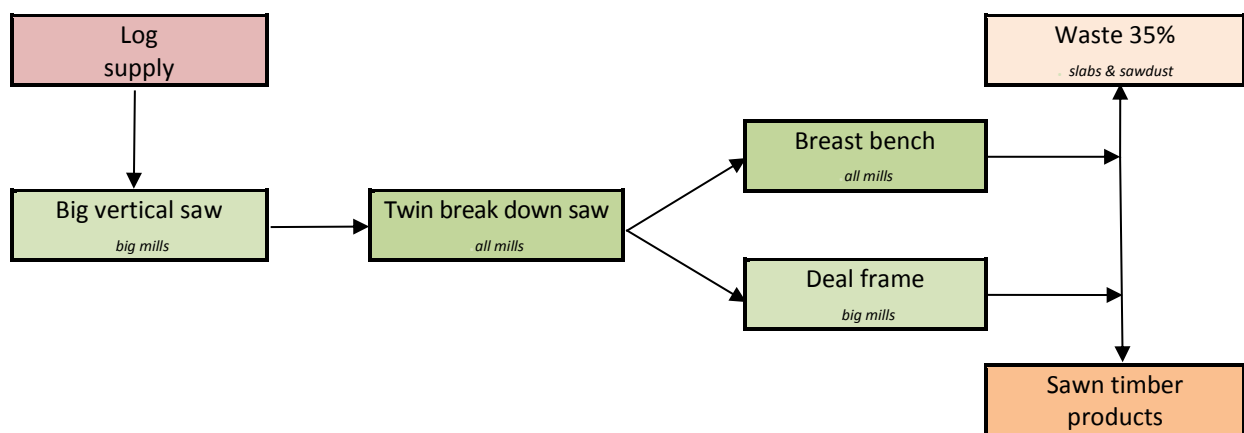 Log
supply
Waste 35%
slabs & sawdust
Breast bench
all mills
Big vertical saw
big mills
Twin break down saw
all mills
Deal frame
big mills
Sawn timber
products